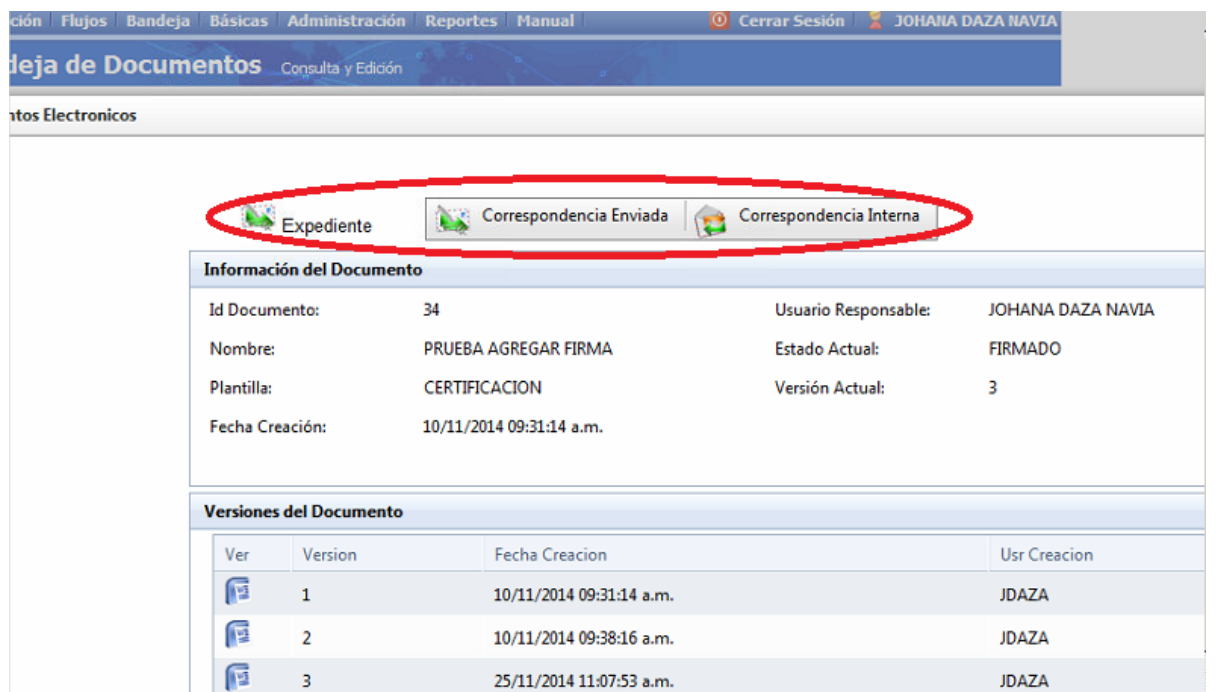 ción Flujos Bandeja Básicas Administración Reportes Manual Cerrar Sesión JOHANA DAZA NAVIA
deja de Documentos Consulta y Edición
ntos Electronicos
Expediente Correspondencia Enviada Correspondencia Interna
Información del Documento
Id Documento: 34 Usuario Responsable: JOHANA DAZA NAVIA
Nombre: PRUEBA AGREGAR FIRMA Estado Actual: FIRMADO
Plantilla: CERTIFICACION Versión Actual: 3
Fecha Creación: 10/11/2014 09:31:14 a.m.
Versiones del Documento
Ver Version Fecha Creacion Usr Creacion
1 10/11/2014 09:31:14 a.m. JDAZA
2 10/11/2014 09:38:16 a.m. JDAZA
3 25/11/2014 11:07:53 a.m. JDAZA